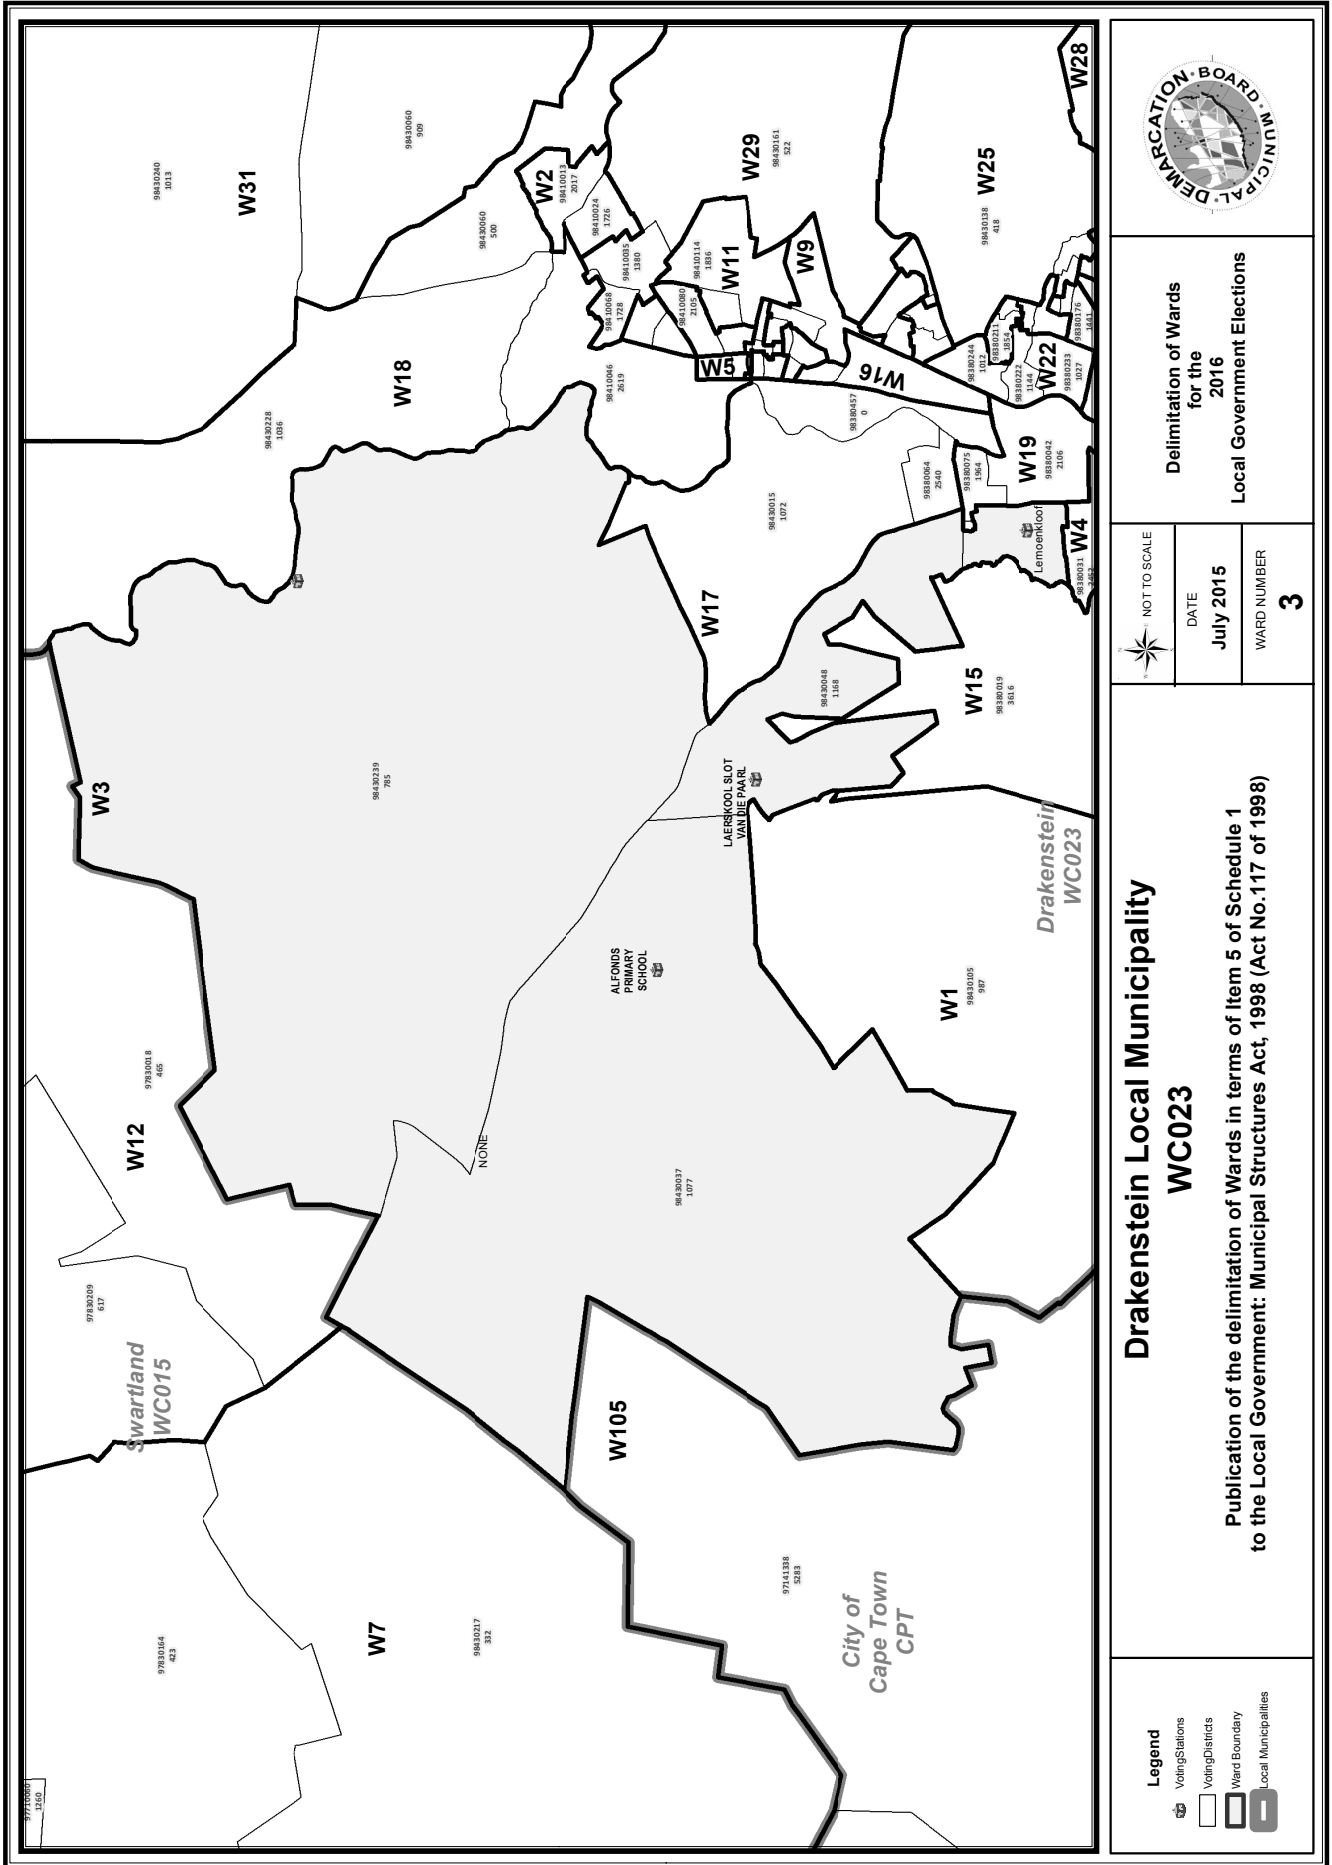 W31
98430240
1013
98430060
909
98430060
500
W2
98410013
2017
98410024
1726
98410035
1380
98410068
1728
98410114
1836
98410080
2105
W11
W29
98430161
522
W9
W25
98430138
418
W28
W18
98430228
1036
98410046
2619
W5
W16
98380457
0
98380244
1012
98380211
1854
98380222
1144
W22
98380233
1027
98380176
1441
W19
98380042
2106
98380075
1964
98380064
2540
98430015
1072
W17
Lemoenkloof
W4
98380031
W3
98430239
785
98430048
1168
W15
98380019
3616
LAERSKOOL SLOT
VAN DIE PAARL
Drakenstein
WC023
ALFONDS
PRIMARY
SCHOOL
W1
98430105
987
W12
97830018
465
NONE
98430037
1077
97830209
617
Swartland
WC015
W105
97141338
5283
City of
Cape Town
CPT
W7
98430217
332
97830164
423
97710060
1260
MUNICIPAL DEMARCATION BOARD
Delimitation of Wards
for the
2016
Local Government Elections
N
W
E
S
NOT TO SCALE
DATE
July 2015
WARD NUMBER
3
Drakenstein Local Municipality
WC023
Publication of the delimitation of Wards in terms of Item 5 of Schedule 1
to the Local Government: Municipal Structures Act, 1998 (Act No.117 of 1998)
Legend
VotingStations
VotingDistricts
Ward Boundary
Local Municipalities